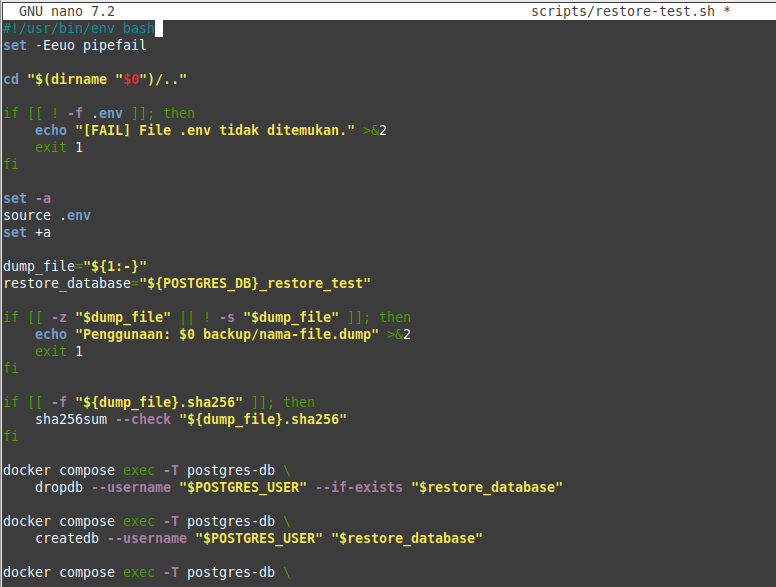 GNU nano 7.2 scripts/restore-test.sh *
#!/usr/bin/env bash
set -Eeuo pipefail
cd "$(dirname "$0")/.."
if [[ ! -f .env ]]; then
echo "[FAIL] File .env tidak ditemukan." >&2
exit 1
fi
set -a
source .env
set +a
dump_file="${1:-}"
restore_database="${POSTGRES_DB}_restore_test"
if [[ -z "$dump_file" || ! -s "$dump_file" ]]; then
echo "Penggunaan: $0 backup/nama-file.dump" >&2
exit 1
fi
if [[ -f "${dump_file}.sha256" ]]; then
sha256sum --check "${dump_file}.sha256"
fi
docker compose exec -T postgres-db \
dropdb --username "$POSTGRES_USER" --if-exists "$restore_database"
docker compose exec -T postgres-db \
createdb --username "$POSTGRES_USER" "$restore_database"
docker compose exec -T postgres-db \